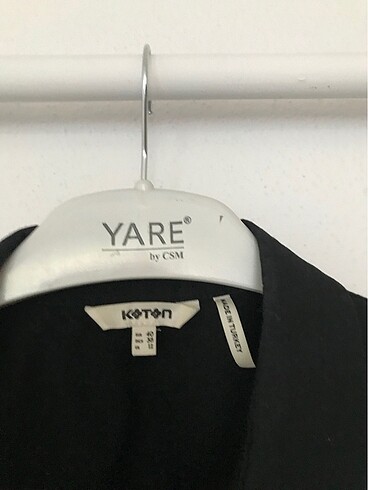 YARE®
by CSM
KOTON
MADE IN TURKEY